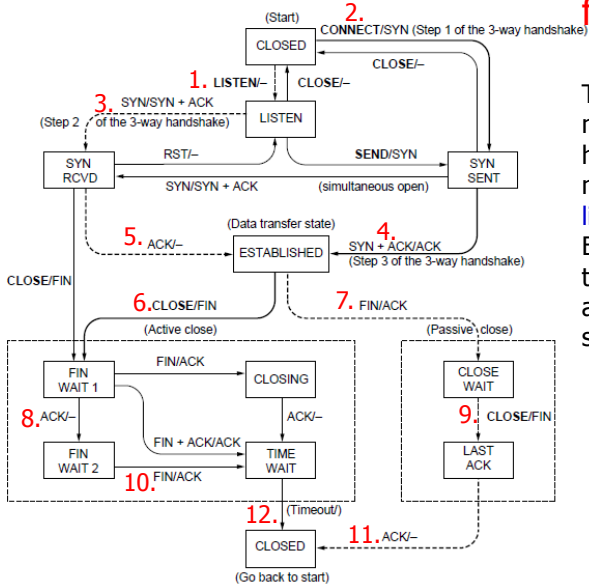 (Start)
2.
CLOSED
CONNECT/SYN (Step 1 of the 3-way handshake)
CLOSE/–
1. LISTEN/–
CLOSE/–
3. SYN/SYN + ACK
(Step 2 of the 3-way handshake)
LISTEN
SYN
RCVD
RST/–
SEND/SYN
SYN
SENT
SYN/SYN + ACK
(simultaneous open)
(Data transfer state)
4.
5. ACK/–
ESTABLISHED
SYN + ACK/ACK
(Step 3 of the 3-way handshake)
CLOSE/FIN
6. CLOSE/FIN
7. FIN/ACK
(Active close)
(Passive close)
FIN
WAIT 1
FIN/ACK
CLOSING
CLOSE
WAIT
8. ACK/–
ACK/–
9. CLOSE/FIN
FIN + ACK/ACK
FIN
WAIT 2
10. FIN/ACK
TIME
WAIT
LAST
ACK
12. (Timeout/)
11. ACK/–
CLOSED
(Go back to start)